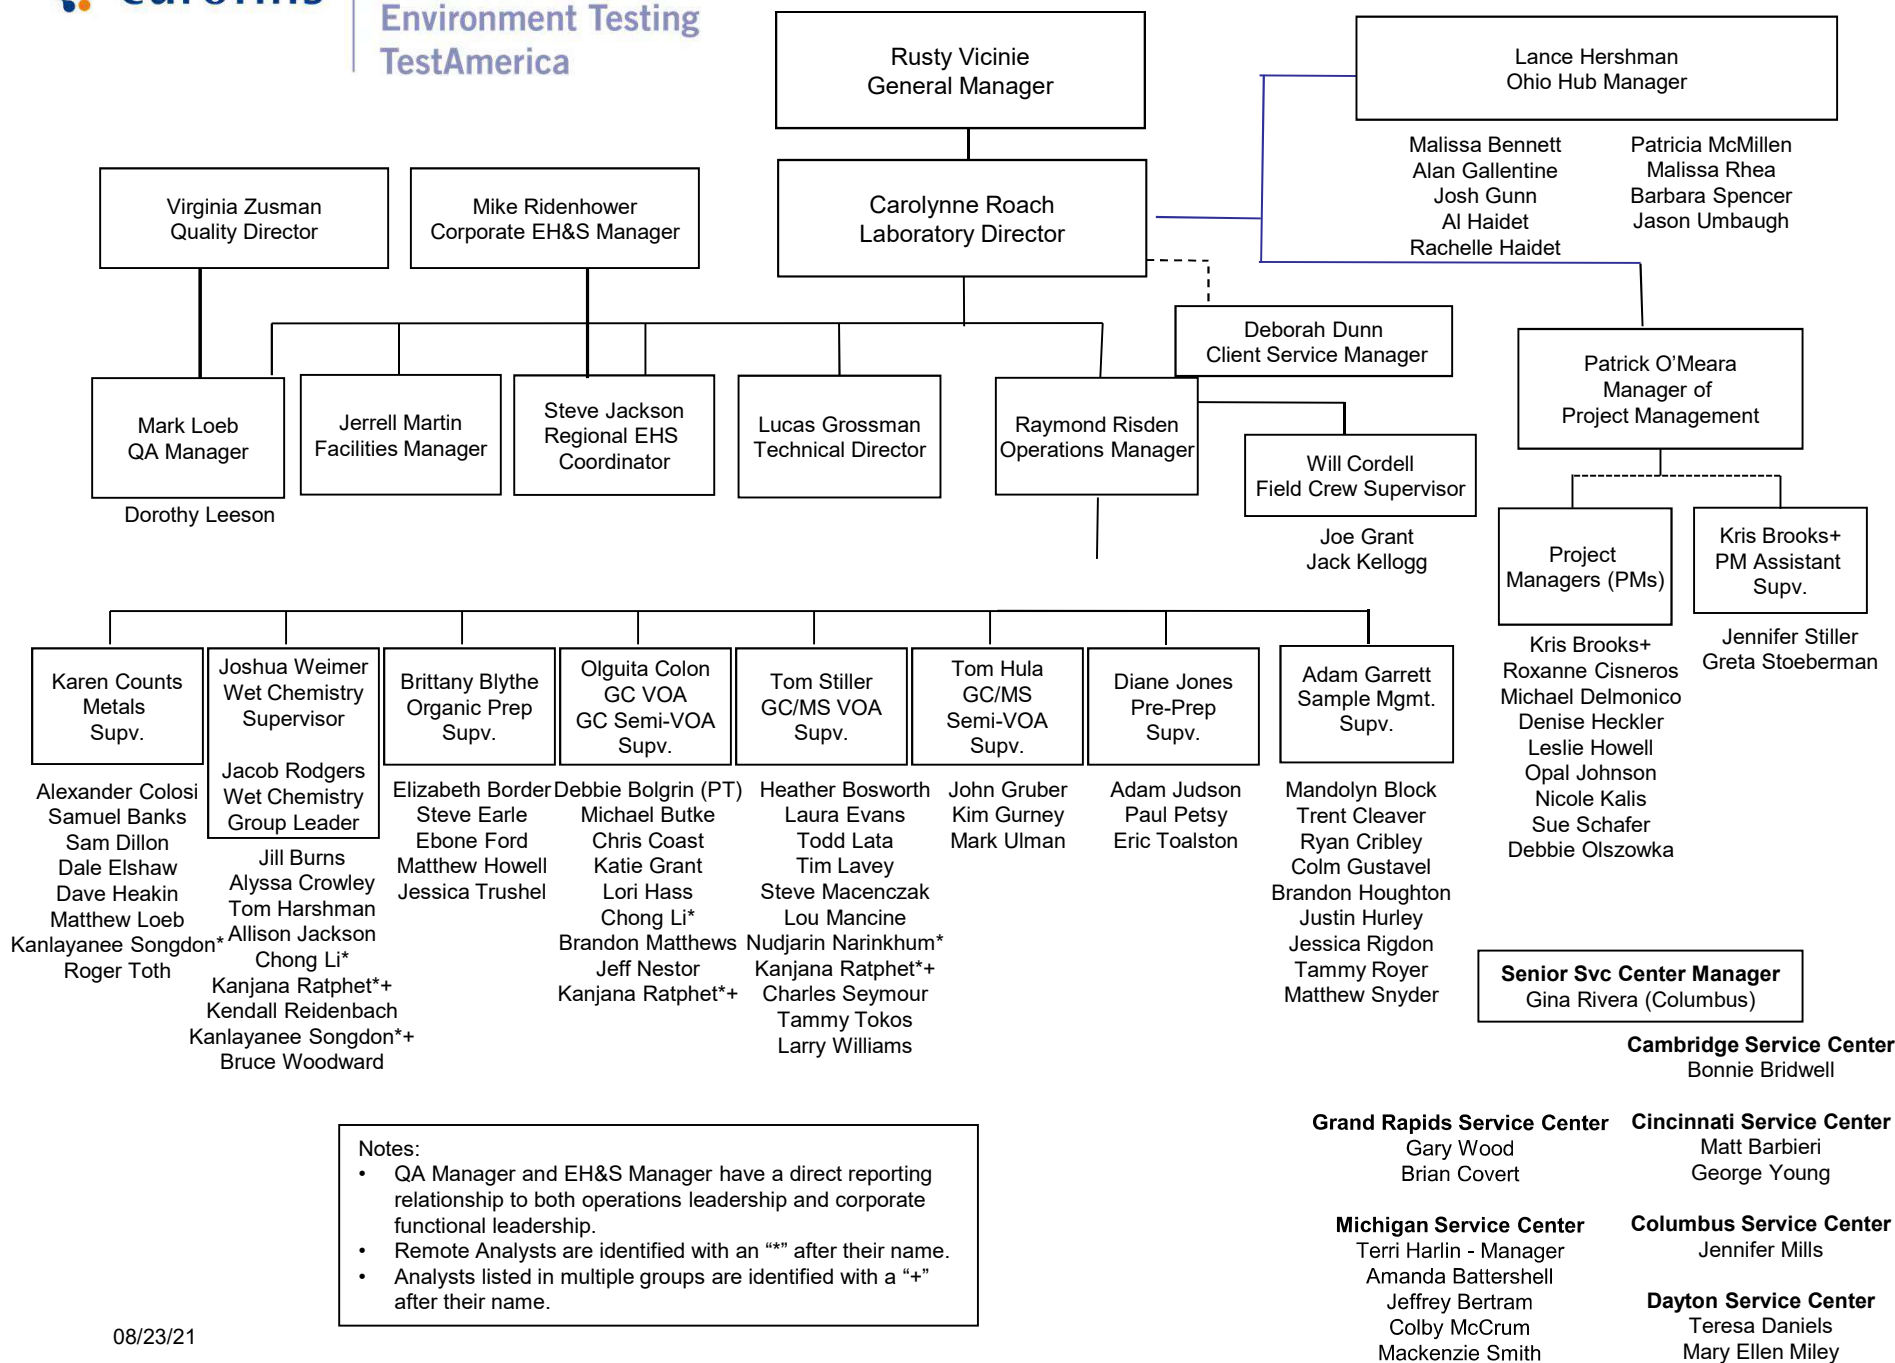 eurofins
Environment Testing
TestAmerica
Rusty Vicinie
General Manager
Lance Hershman
Ohio Hub Manager
Malissa Bennett
Alan Gallentine
Josh Gunn
Al Haidet
Rachelle Haidet
Patricia McMillen
Malissa Rhea
Barbara Spencer
Jason Umbaugh
Virginia Zusman
Quality Director
Mike Ridenhower
Corporate EH&S Manager
Carolynne Roach
Laboratory Director
Deborah Dunn
Client Service Manager
Patrick O’Meara
Manager of
Project Management
Mark Loeb
QA Manager
Dorothy Leeson
Jerrell Martin
Facilities Manager
Steve Jackson
Regional EHS
Coordinator
Lucas Grossman
Technical Director
Raymond Risden
Operations Manager
Will Cordell
Field Crew Supervisor
Joe Grant
Jack Kellogg
Project
Managers (PMs)
Kris Brooks+
Roxanne Cisneros
Michael Delmonico
Denise Heckler
Leslie Howell
Opal Johnson
Nicole Kalis
Sue Schafer
Debbie Olszowka
Kris Brooks+
PM Assistant
Supv.
Jennifer Stiller
Greta Stoeberman
Karen Counts
Metals
Supv.
Alexander Colosi
Samuel Banks
Sam Dillon
Dale Elshaw
Dave Heakin
Matthew Loeb
Kanlayanee Songdon*
Roger Toth
Joshua Weimer
Wet Chemistry
Supervisor
Jacob Rodgers
Wet Chemistry
Group Leader
Jill Burns
Alyssa Crowley
Tom Harshman
Allison Jackson
Chong Li*
Kanjana Ratphet*+
Kendall Reidenbach
Kanlayanee Songdon*+
Bruce Woodward
Brittany Blythe
Organic Prep
Supv.
Elizabeth Border
Steve Earle
Ebone Ford
Matthew Howell
Jessica Trushel
Olguita Colon
GC VOA
GC Semi-VOA
Supv.
Debbie Bolgrin (PT)
Michael Butke
Chris Coast
Katie Grant
Lori Hass
Chong Li*
Brandon Matthews
Jeff Nestor
Kanjana Ratphet*+
Tom Stiller
GC/MS VOA
Supv.
Heather Bosworth
Laura Evans
Todd Lata
Tim Lavey
Steve Macenczak
Lou Mancine
Nudjarin Narinkhum*
Kanjana Ratphet*+
Charles Seymour
Tammy Tokos
Larry Williams
Tom Hula
GC/MS
Semi-VOA
Supv.
John Gruber
Kim Gurney
Mark Ulman
Diane Jones
Pre-Prep
Supv.
Adam Judson
Paul Petsy
Eric Toalston
Adam Garrett
Sample Mgmt.
Supv.
Mandolyn Block
Trent Cleaver
Ryan Cribley
Colm Gustavel
Brandon Houghton
Justin Hurley
Jessica Rigdon
Tammy Royer
Matthew Snyder
Senior Svc Center Manager
Gina Rivera (Columbus)
Cambridge Service Center
Bonnie Bridwell
Grand Rapids Service Center
Gary Wood
Brian Covert
Cincinnati Service Center
Matt Barbieri
George Young
Michigan Service Center
Terri Harlin - Manager
Amanda Battershell
Jeffrey Bertram
Colby McCrum
Mackenzie Smith
Columbus Service Center
Jennifer Mills
Dayton Service Center
Teresa Daniels
Mary Ellen Miley
Notes:
• QA Manager and EH&S Manager have a direct reporting
relationship to both operations leadership and corporate
functional leadership.
• Remote Analysts are identified with an “*” after their name.
• Analysts listed in multiple groups are identified with a “+”
after their name.
08/23/21